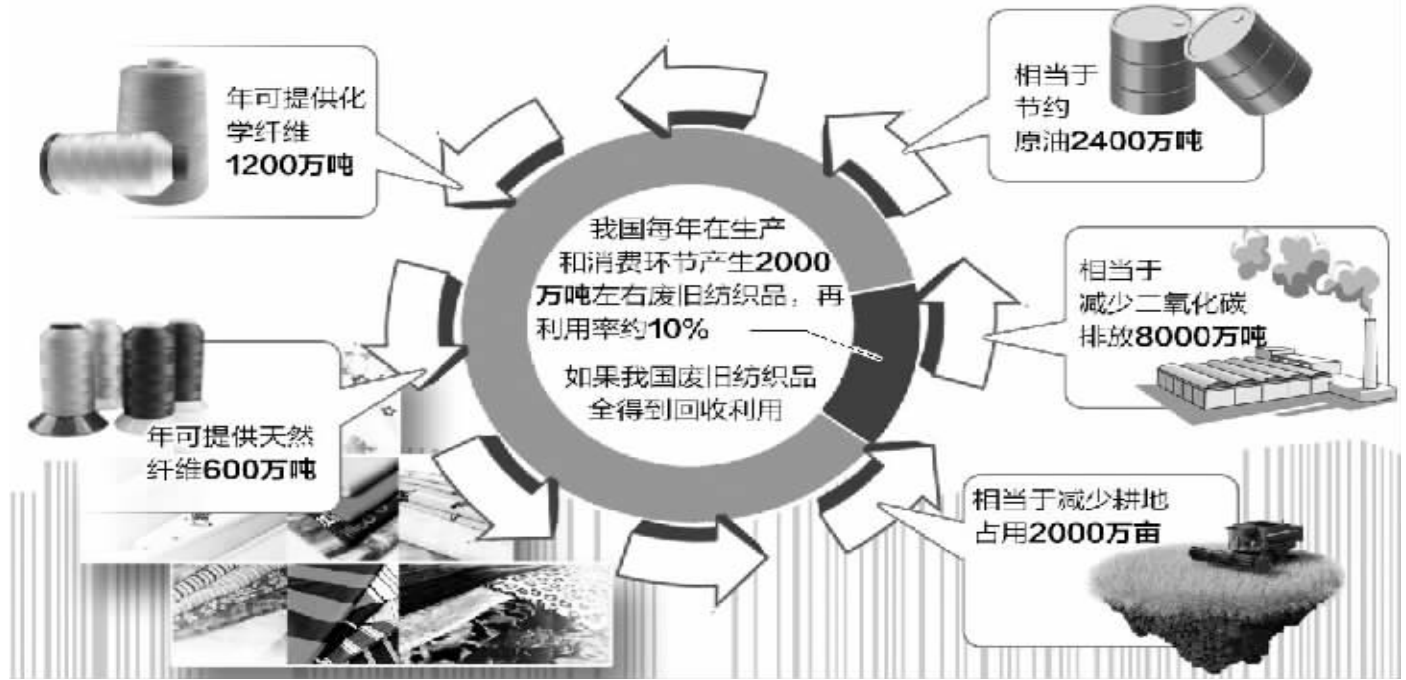 年可提供化
学纤维
1200万吨
相当于
节约
原油2400万吨
我国每年在生产
和消费环节产生2000
万吨左右废旧纺织品，再
利用率约10%
如果我国废旧纺织品
全得到回收利用
相当于
减少二氧化碳
排放8000万吨
年可提供天然
纤维600万吨
相当于减少耕地
占用2000万亩